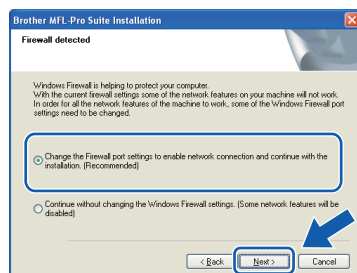 Brother MFL-Pro Suite Installation
Firewall detected
Windows Firewall is helping to protect your computer.
With the current firewall settings some of the network features on your machine will not work.
In order for all the network features of the machine to work, some of the Windows Firewall port
settings need to be changed.
Change the Firewall port settings to enable network connection and continue with the
installation. (Recommended)
Continue without changing the Windows Firewall settings. (Some network features will be
disabled)
< Back Next > Cancel